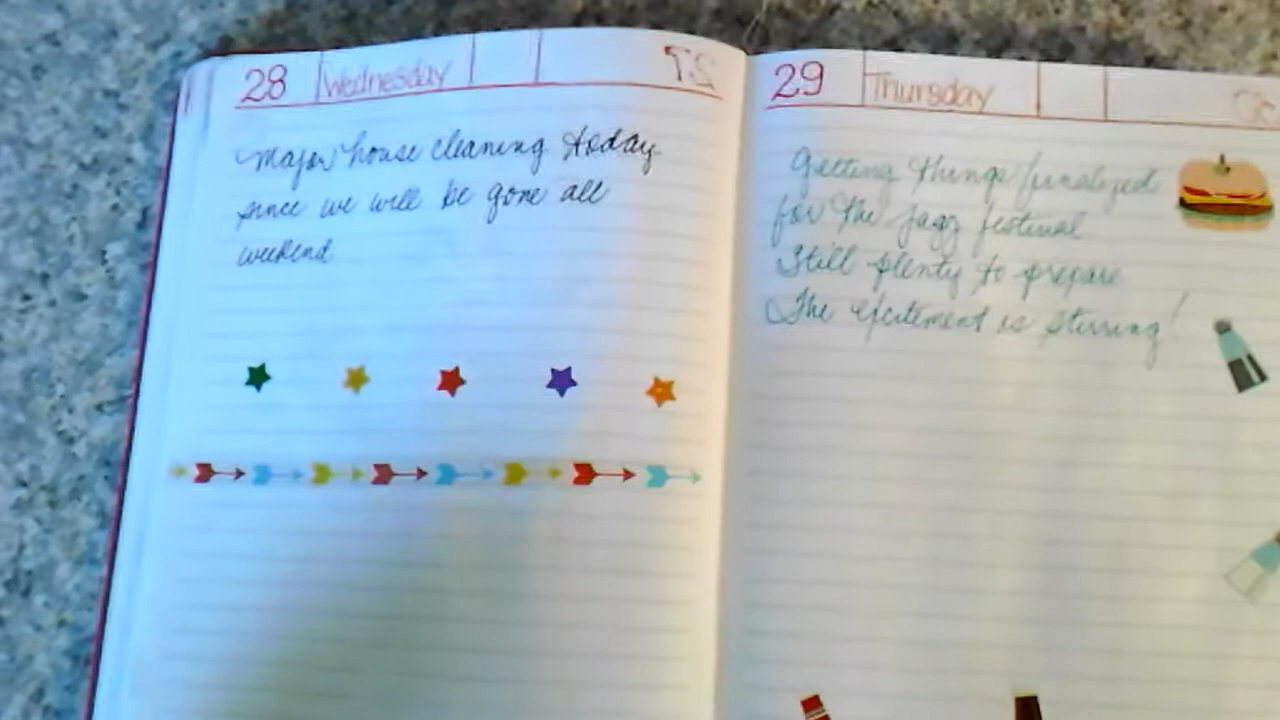 28 Wednesday
Major house cleaning today
since we will be gone all
weekend
29 Thursday
Getting things finalized
for the jazz festival
Still plenty to prepare
The excitement is stirring!